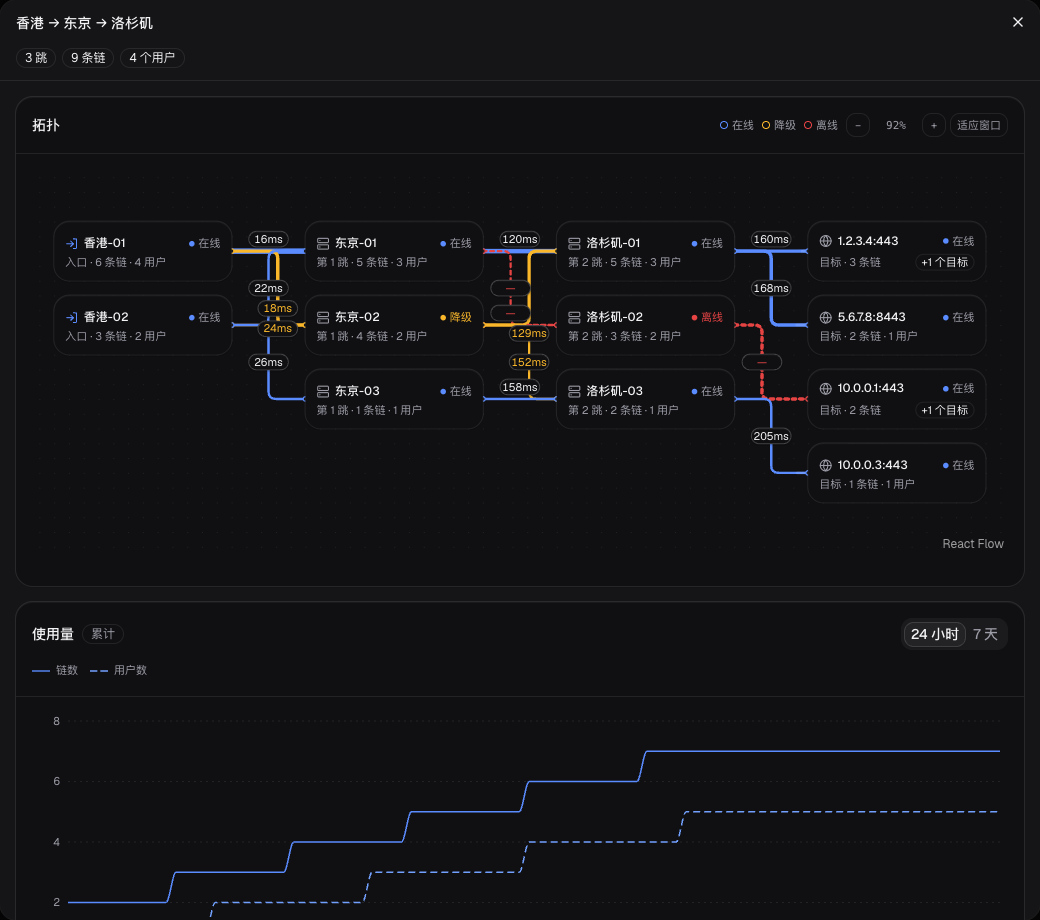 香港 → 东京 → 洛杉矶
3 跳
9 条链
4 个用户
拓扑
在线
降级
离线
−
92%
+
适应窗口
香港-01
在线
入口 · 6 条链 · 4 用户
16ms
东京-01
在线
第 1 跳 · 5 条链 · 3 用户
120ms
洛杉矶-01
在线
第 2 跳 · 5 条链 · 3 用户
160ms
1.2.3.4:443
在线
目标 · 3 条链
+1 个目标
22ms
—
168ms
香港-02
在线
入口 · 3 条链 · 2 用户
18ms
24ms
东京-02
降级
第 1 跳 · 4 条链 · 2 用户
—
129ms
洛杉矶-02
离线
第 2 跳 · 3 条链 · 2 用户
5.6.7.8:8443
在线
目标 · 2 条链 · 1 用户
26ms
152ms
—
东京-03
在线
第 1 跳 · 1 条链 · 1 用户
158ms
洛杉矶-03
在线
第 2 跳 · 2 条链 · 1 用户
10.0.0.1:443
在线
目标 · 2 条链
+1 个目标
205ms
10.0.0.3:443
在线
目标 · 1 条链 · 1 用户
React Flow
使用量
累计
24 小时
7 天
链数
用户数
8
6
4
2